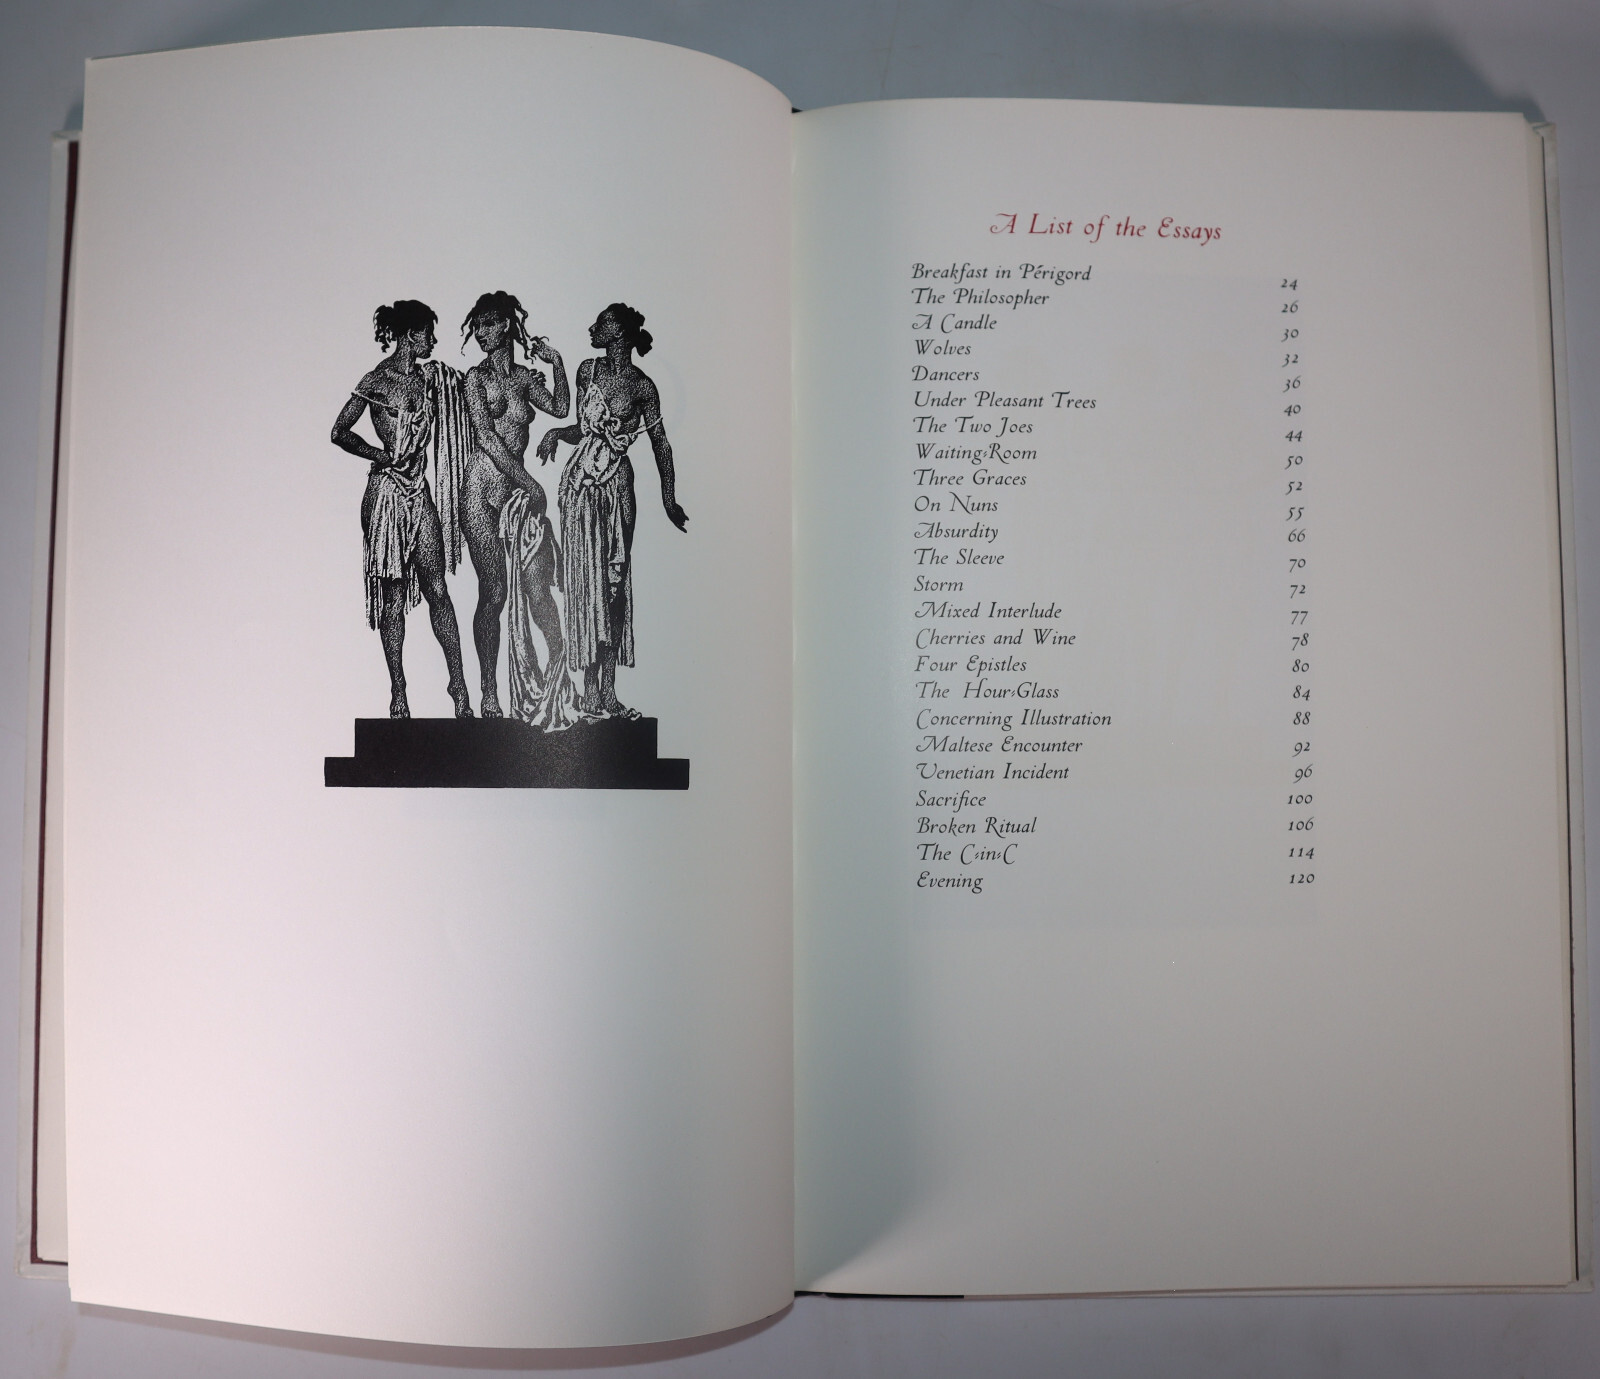 A List of the Essays
Breakfast in Périgord 24
The Philosopher 26
A Candle 30
Wolves 32
Dancers 36
Under Pleasant Trees 40
The Two Joes 44
Waiting-Room 50
Three Graces 52
On Nuns 55
Absurdity 66
The Sleeve 70
Storm 72
Mixed Interlude 77
Cherries and Wine 78
Four Epistles 80
The Hour-Glass 84
Concerning Illustration 88
Maltese Encounter 92
Venetian Incident 96
Sacrifice 100
Broken Ritual 106
The C-in-C 114
Evening 120